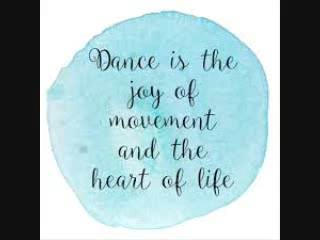 Dance is the
joy of
movement
and the
heart of life